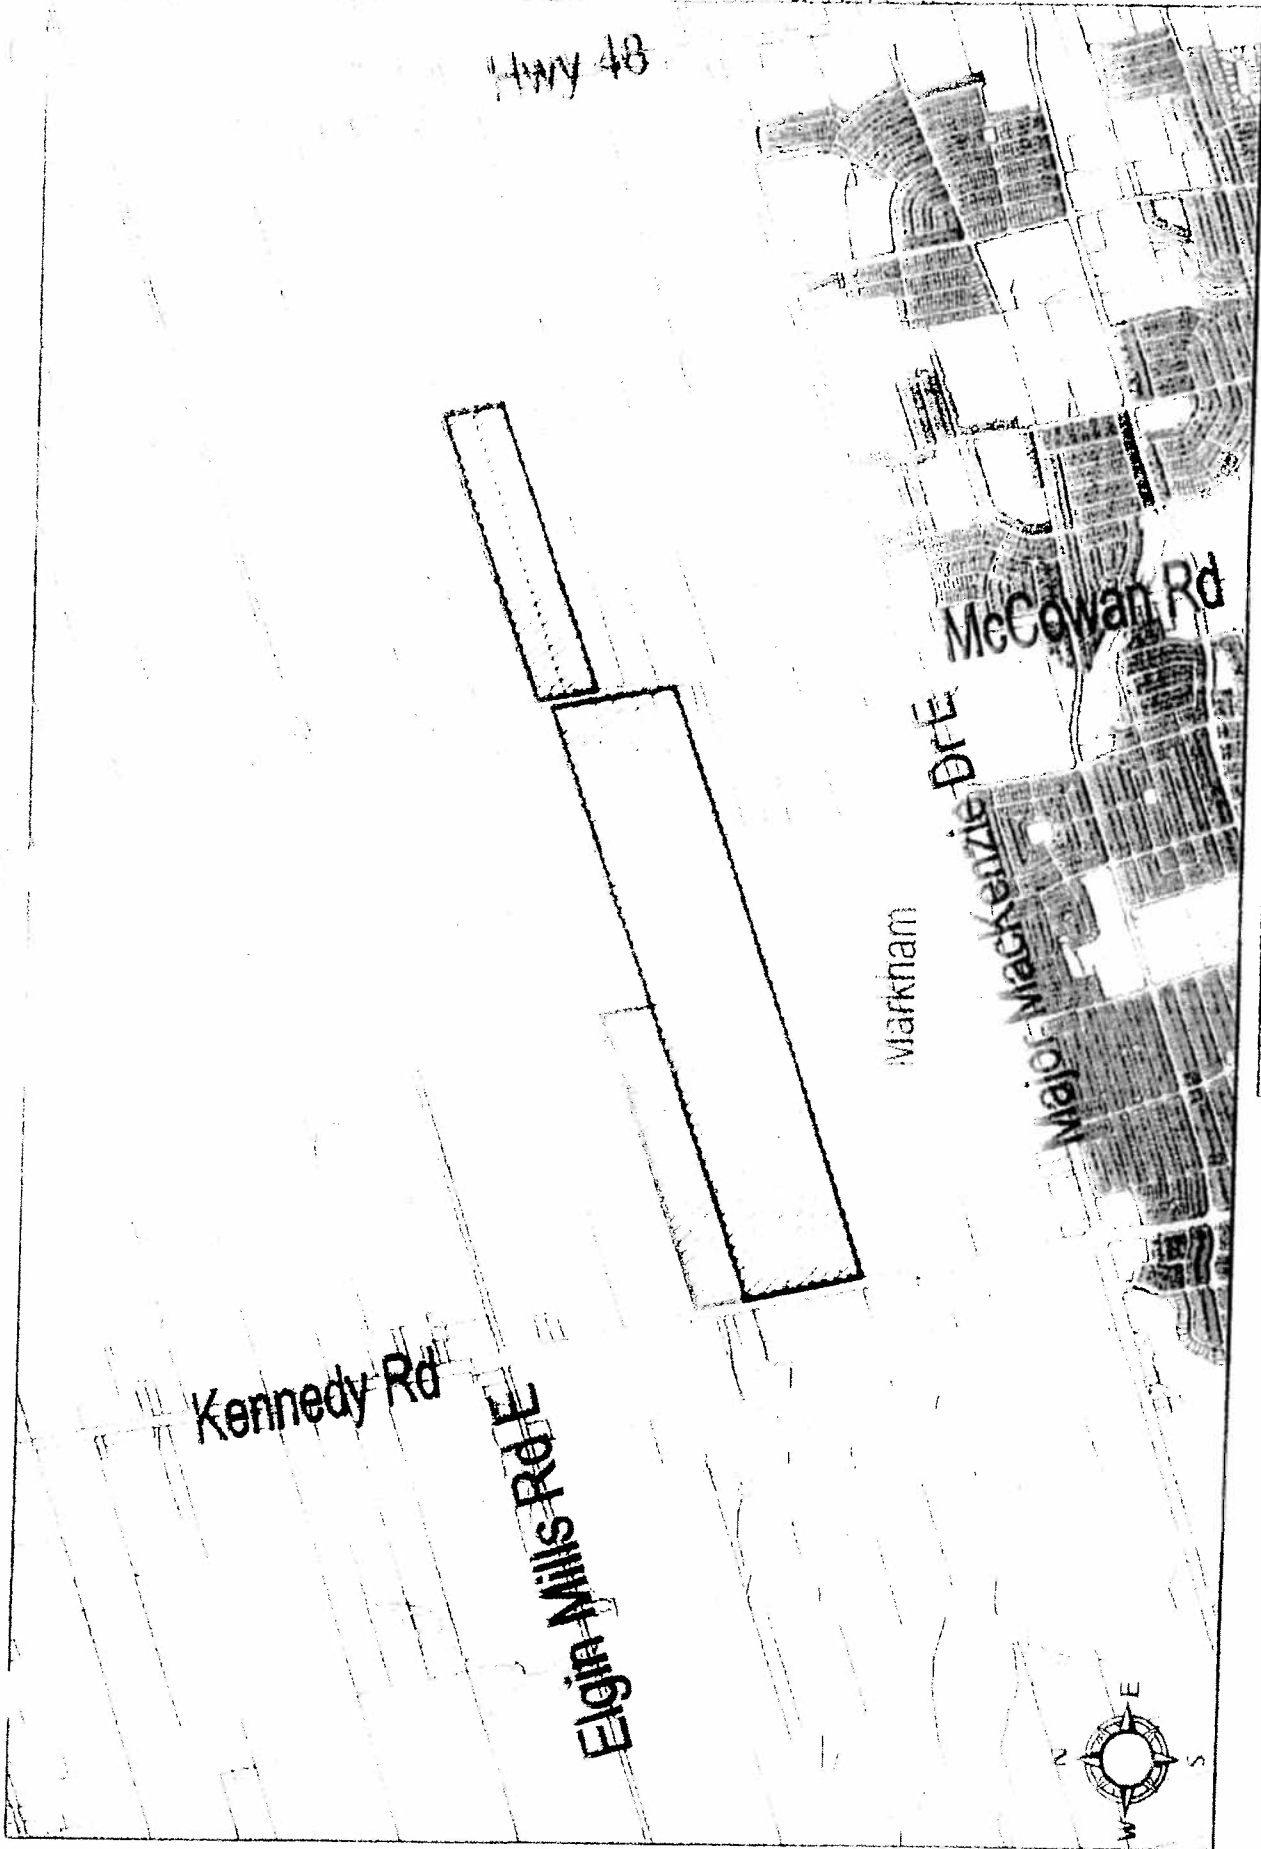 Hwy 48
McCowan Rd
Major MacKenzie Dr E
Markham
Kennedy Rd
Elgin Mills Rd E
N
E
S
W